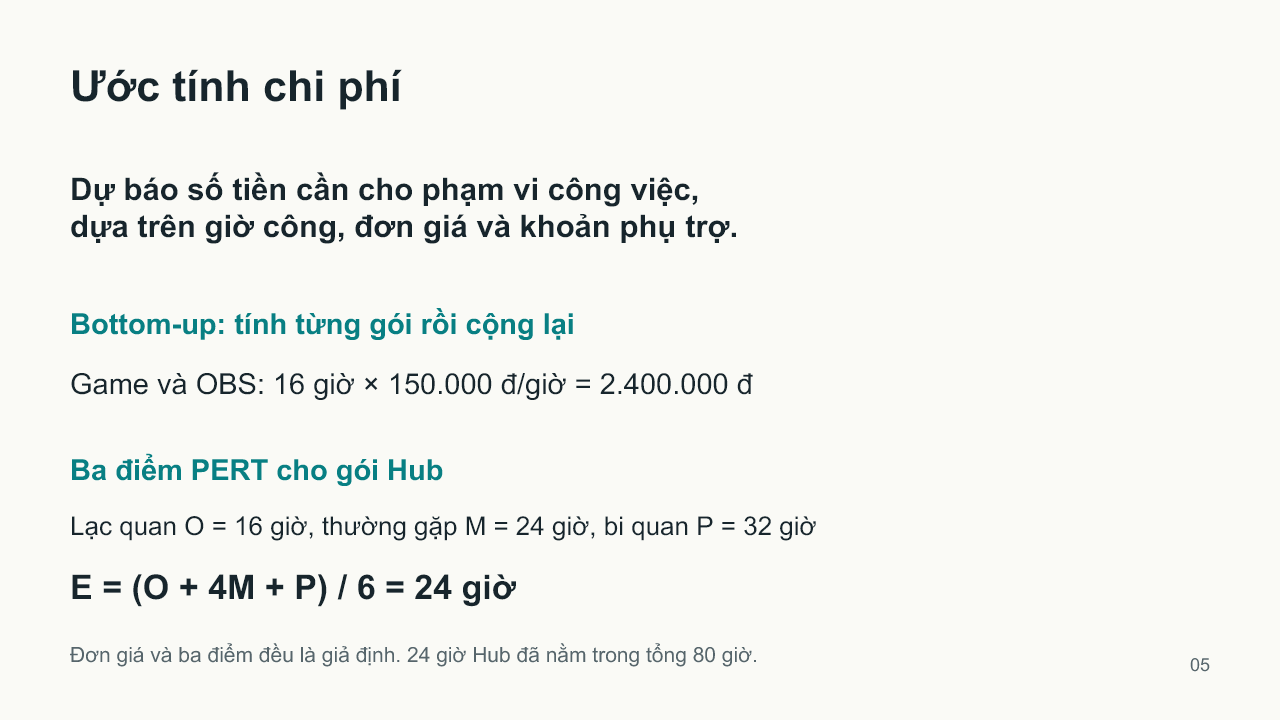 Ước tính chi phí
Dự báo số tiền cần cho phạm vi công việc,
dựa trên giờ công, đơn giá và khoản phụ trợ.
Bottom-up: tính từng gói rồi cộng lại
Game và OBS: 16 giờ × 150.000 đ/giờ = 2.400.000 đ
Ba điểm PERT cho gói Hub
Lạc quan O = 16 giờ, thường gặp M = 24 giờ, bi quan P = 32 giờ
E = (O + 4M + P) / 6 = 24 giờ
Đơn giá và ba điểm đều là giả định. 24 giờ Hub đã nằm trong tổng 80 giờ.
05